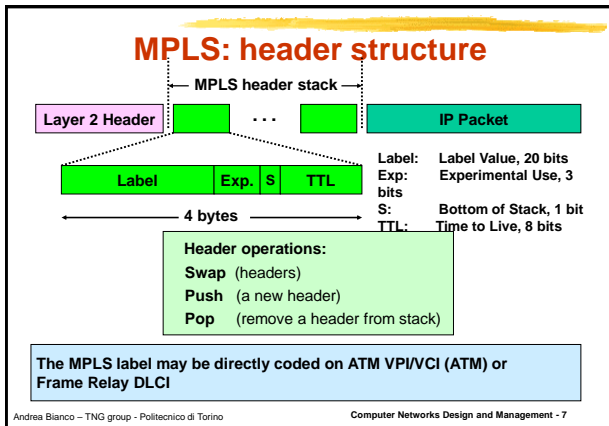 MPLS: header structure
MPLS header stack
Layer 2 Header
. . .
IP Packet
Label Exp. S TTL
4 bytes
Label: Label Value, 20 bits
Exp: Experimental Use, 3
bits
S: Bottom of Stack, 1 bit
TTL: Time to Live, 8 bits
Header operations:
Swap (headers)
Push (a new header)
Pop (remove a header from stack)
The MPLS label may be directly coded on ATM VPI/VCI (ATM) or
Frame Relay DLCI
Andrea Bianco – TNG group - Politecnico di Torino
Computer Networks Design and Management - 7